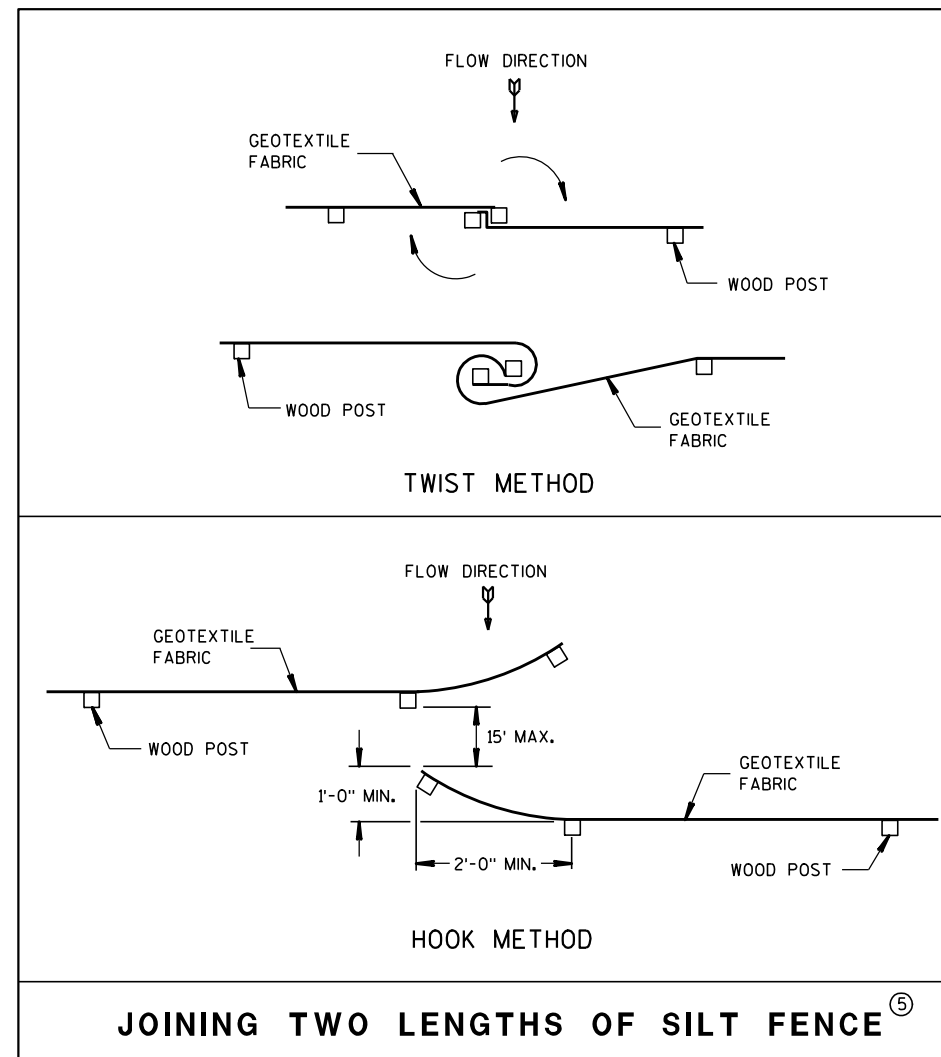 FLOW DIRECTION
GEOTEXTILE
FABRIC
WOOD POST
WOOD POST
GEOTEXTILE
FABRIC
TWIST METHOD
FLOW DIRECTION
GEOTEXTILE
FABRIC
WOOD POST
15' MAX.
1'-0" MIN.
GEOTEXTILE
FABRIC
2'-0" MIN.
WOOD POST
HOOK METHOD
JOINING TWO LENGTHS OF SILT FENCE ⑤